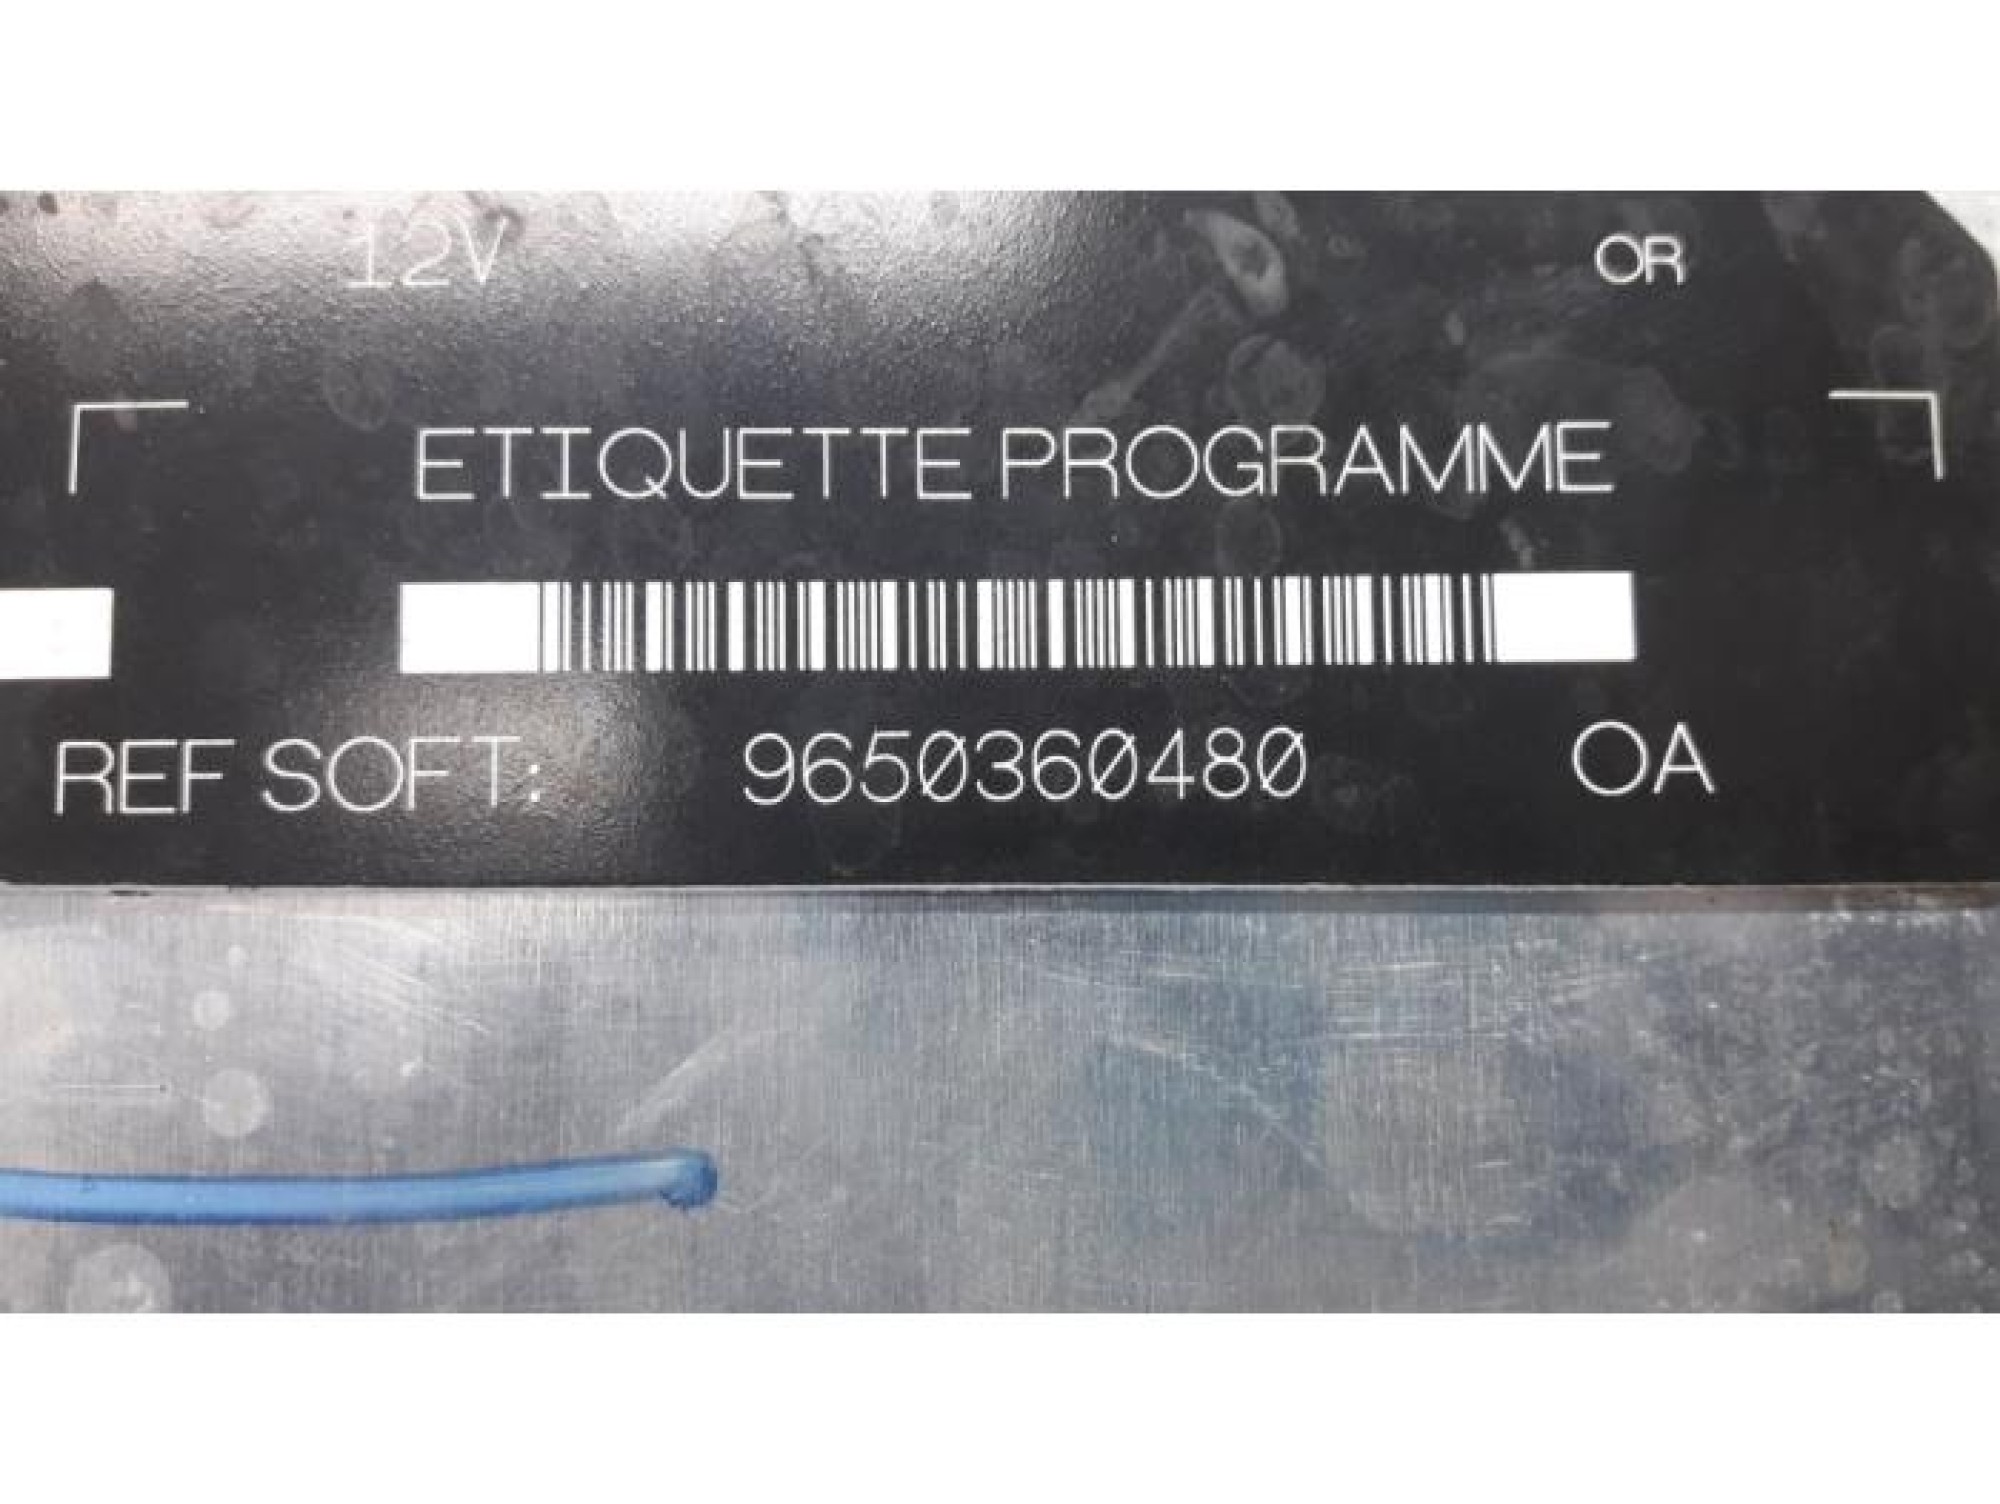 12V OR
ETIQUETTE PROGRAMME
REF SOFT: 9650360480 OA